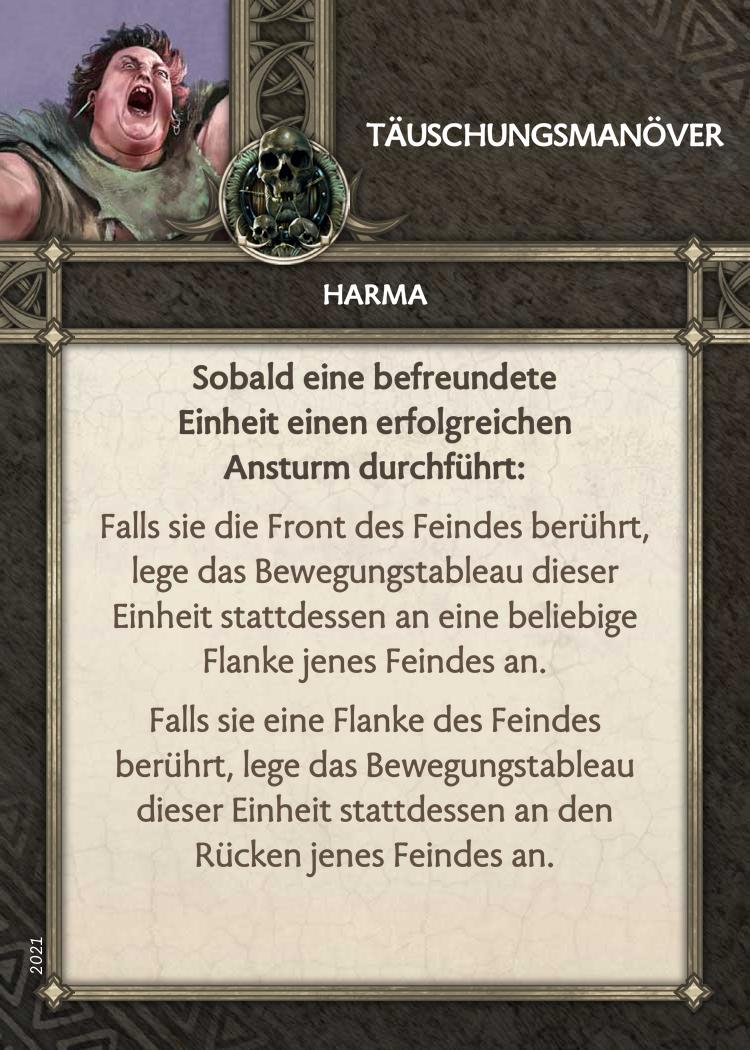 TÄUSCHUNGSMANÖVER
HARMA
Sobald eine befreundete
Einheit einen erfolgreichen
Ansturm durchführt:
Falls sie die Front des Feindes berührt,
lege das Bewegungstableau dieser
Einheit stattdessen an eine beliebige
Flanke jenes Feindes an.
Falls sie eine Flanke des Feindes
berührt, lege das Bewegungstableau
dieser Einheit stattdessen an den
Rücken jenes Feindes an.
2021